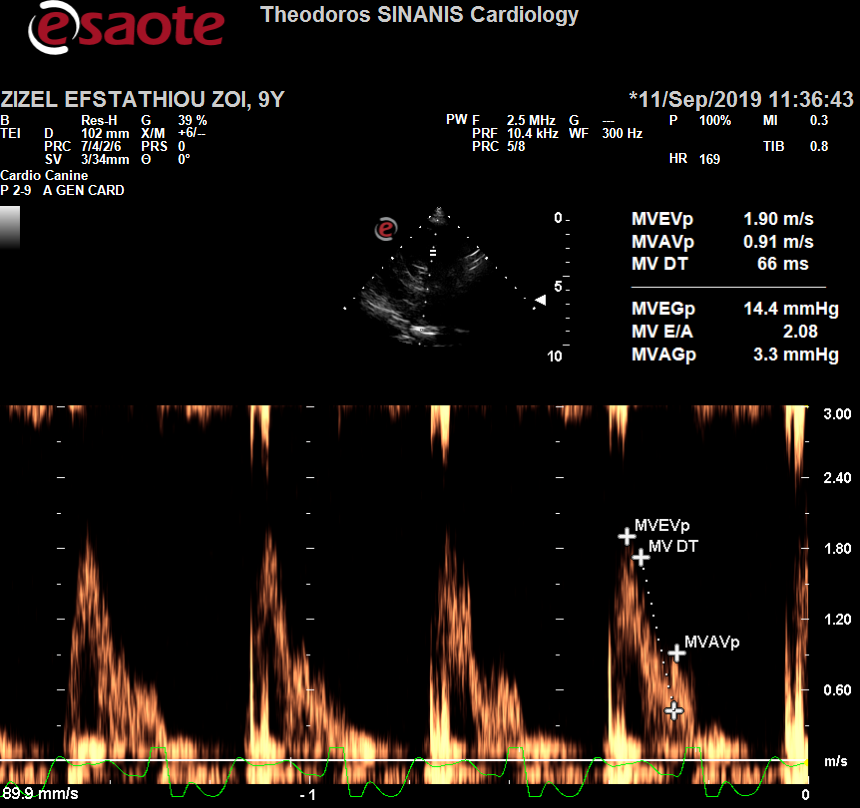 esaote
Theodoros SINANIS Cardiology
ZIZEL EFSTATHIOU ZOI, 9Y *11/Sep/2019 11:36:43
B Res-H G 39 % PW F 2.5 MHz G --- P 100% MI 0.3
TEI D 102 mm X/M +6/-- PRF 10.4 kHz WF 300 Hz
PRC 7/4/2/6 PRS 0 PRC 5/8 TIB 0.8
SV 3/34mm Θ 0° HR 169
Cardio Canine
P 2-9 A GEN CARD
e
0
5
10
MVEVp 1.90 m/s
MVAVp 0.91 m/s
MV DT 66 ms
MVEGp 14.4 mmHg
MV E/A 2.08
MVAGp 3.3 mmHg
3.00
2.40
MVEVp
MV DT
1.80
1.20
MVAVp
0.60
m/s
89.9 mm/s -1 0